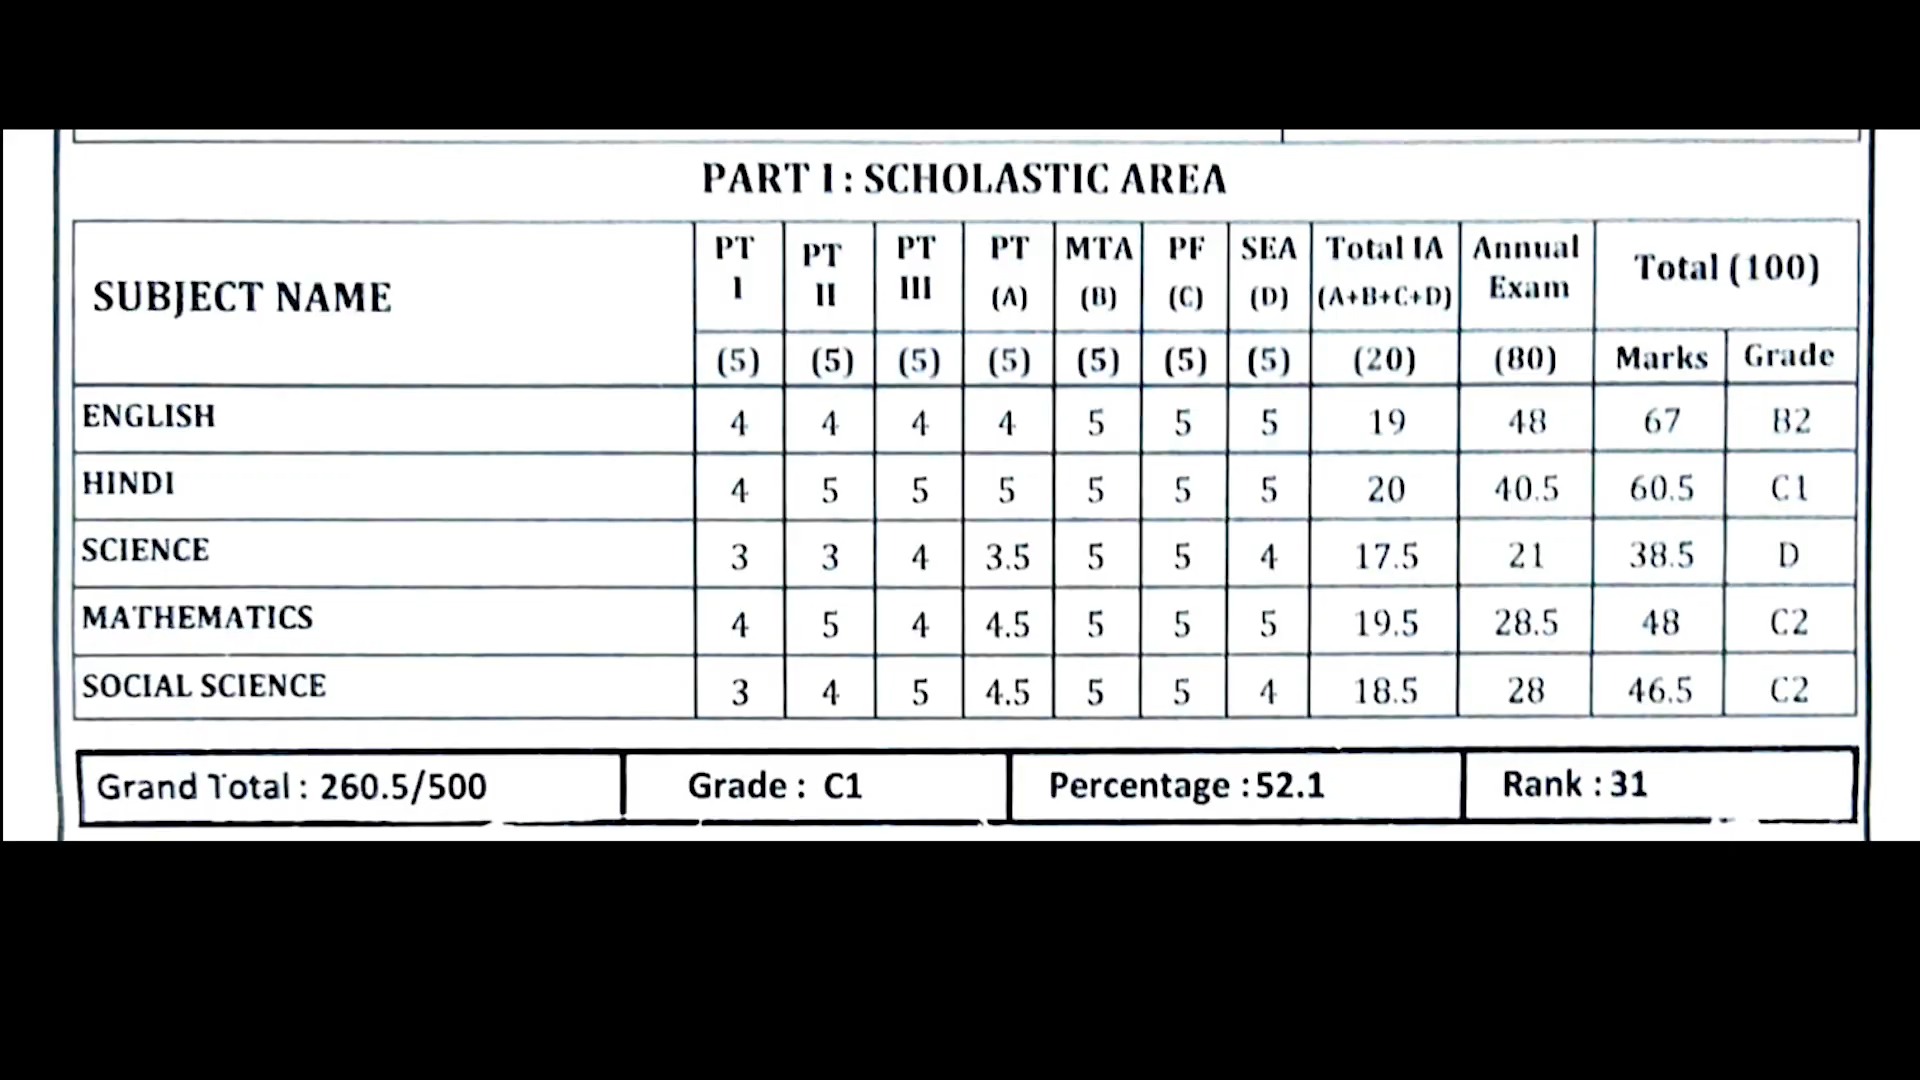 PART I : SCHOLASTIC AREA
SUBJECT NAME PT I PT II PT III PT (A) MTA (B) PF (C) SEA (D) Total IA (A+B+C+D) Annual Exam Total (100)
(5) (5) (5) (5) (5) (5) (5) (20) (80) Marks Grade
ENGLISH 4 4 4 4 5 5 5 19 48 67 B2
HINDI 4 5 5 5 5 5 5 20 40.5 60.5 C1
SCIENCE 3 3 4 3.5 5 5 4 17.5 21 38.5 D
MATHEMATICS 4 5 4 4.5 5 5 5 19.5 28.5 48 C2
SOCIAL SCIENCE 3 4 5 4.5 5 5 4 18.5 28 46.5 C2
Grand Total : 260.5/500 Grade : C1 Percentage : 52.1 Rank : 31